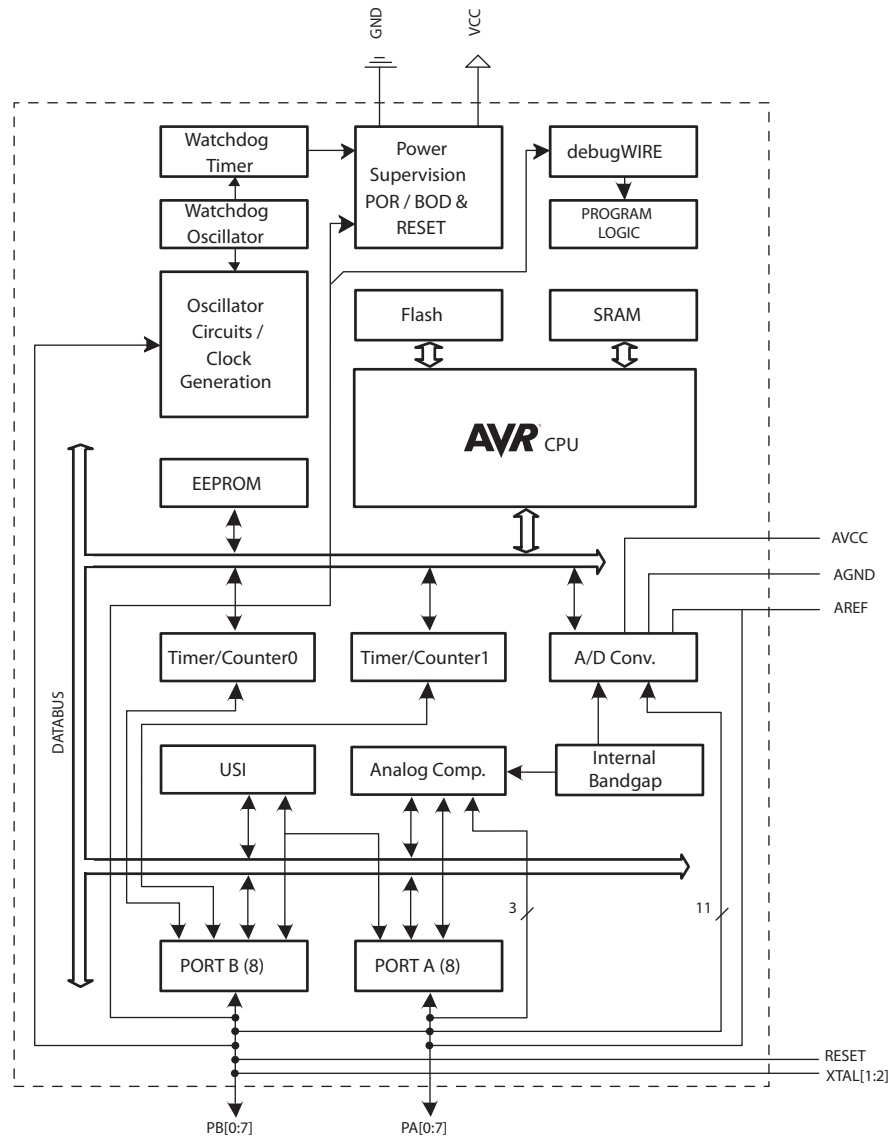 GND
VCC
Watchdog
Timer
Power
Supervision
POR / BOD &
RESET
debugWIRE
Watchdog
Oscillator
PROGRAM
LOGIC
Oscillator
Circuits /
Clock
Generation
Flash
SRAM
AVR® CPU
EEPROM
AVCC
AGND
AREF
Timer/Counter0
Timer/Counter1
A/D Conv.
DATABUS
USI
Analog Comp.
Internal
Bandgap
3
11
PORT B (8)
PORT A (8)
RESET
XTAL[1:2]
PB[0:7]
PA[0:7]